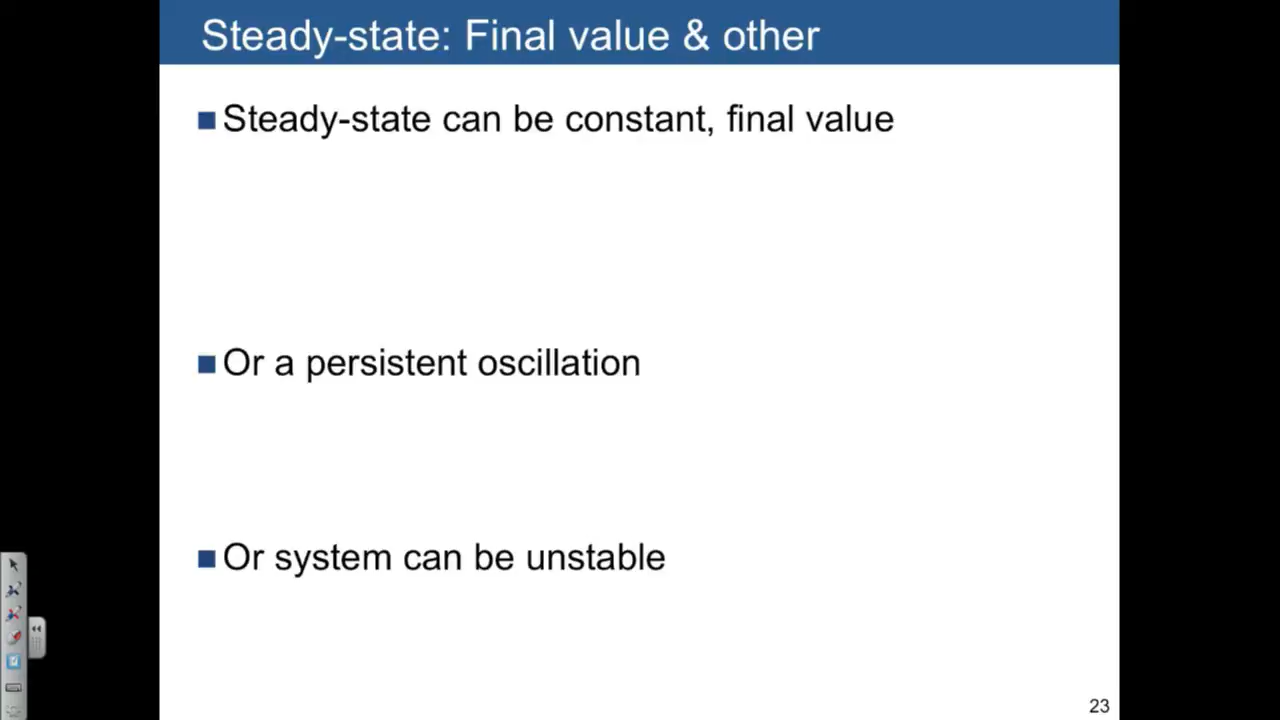 Steady-state: Final value & other
Steady-state can be constant, final value
Or a persistent oscillation
Or system can be unstable
23